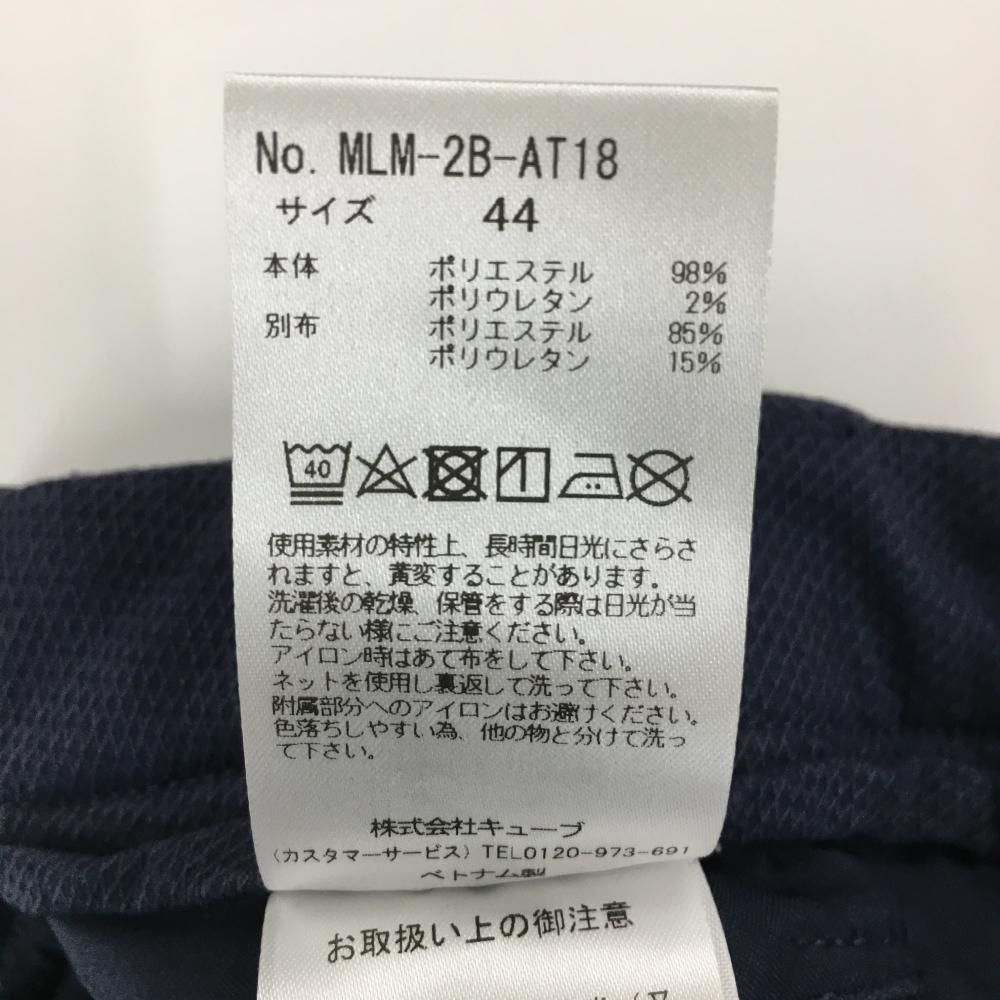 No. MLM-2B-AT18
サイズ 44
本体 ポリエステル 98%
ポリウレタン 2%
別布 ポリエステル 85%
ポリウレタン 15%
40
使用素材の特性上、長時間日光にさらさ
れますと、黄変することがあります。
洗濯後の乾燥、保管をする際は日光が当
たらない様にご注意ください。
アイロン時はあて布をして下さい。
ネットを使用し裏返して洗って下さい。
附属部分へのアイロンはお避けください。
色落ちしやすい為、他の物と分けて洗っ
て下さい。
株式会社キューブ
(カスタマーサービス) TEL0120-973-691
ベトナム製
お取扱い上の御注意